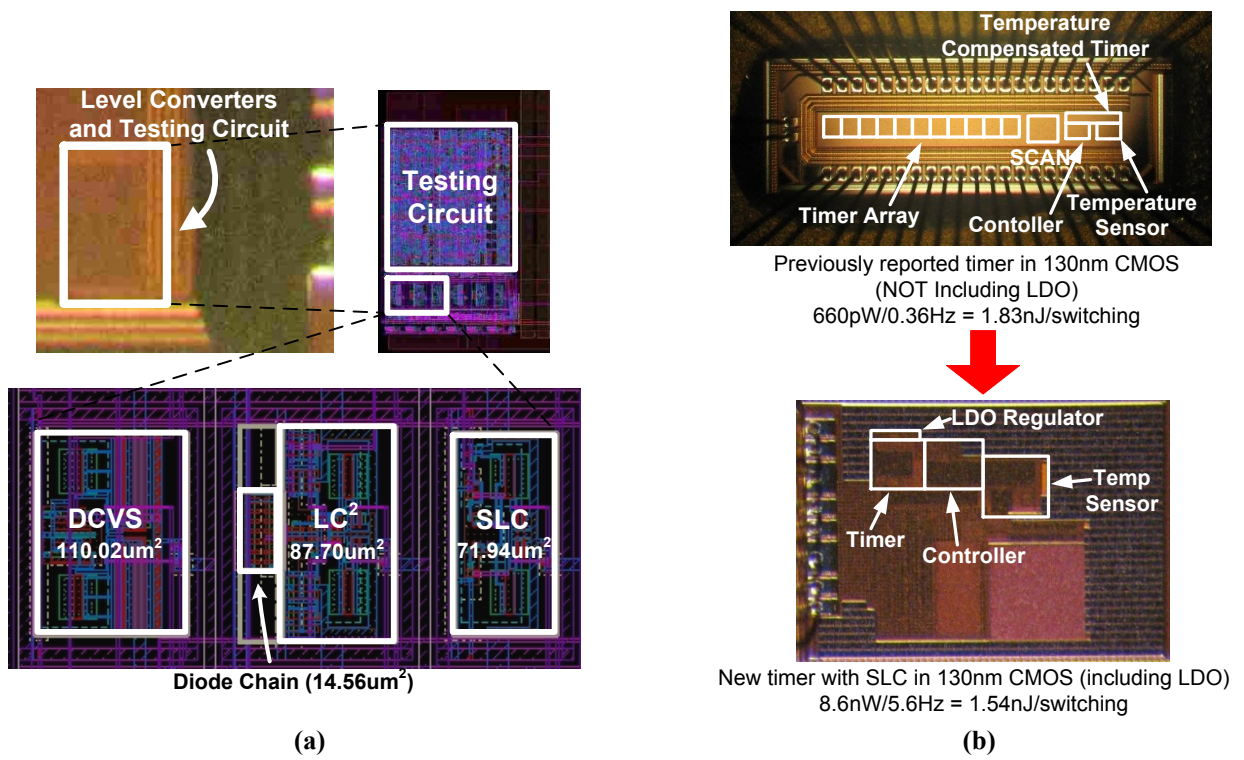 Level Converters
and Testing Circuit
Testing
Circuit
DCVS
110.02um²
LC²
87.70um²
SLC
71.94um²
Diode Chain (14.56um²)
(a)
Temperature
Compensated Timer
SCAN
Timer Array
Contoller
Temperature
Sensor
Previously reported timer in 130nm CMOS
(NOT Including LDO)
660pW/0.36Hz = 1.83nJ/switching
LDO Regulator
Temp
Sensor
Timer
Controller
New timer with SLC in 130nm CMOS (including LDO)
8.6nW/5.6Hz = 1.54nJ/switching
(b)